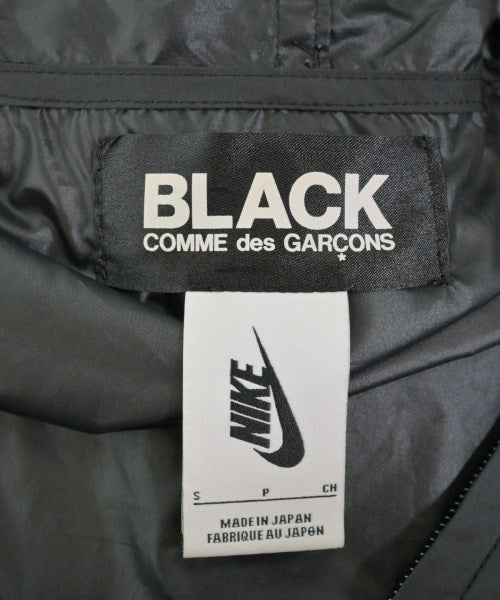 BLACK
COMME des GARÇONS
*
NIKE
S P CH
MADE IN JAPAN
FABRIQUE AU JAPON